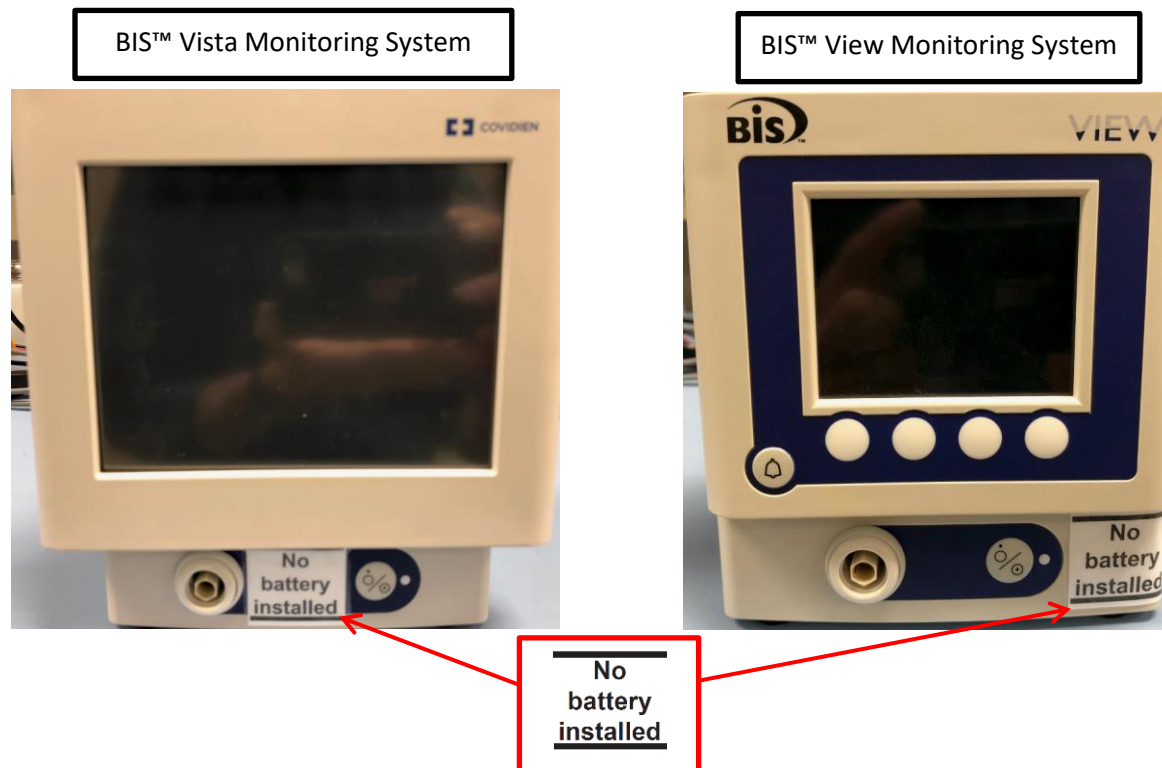 BIS™ Vista Monitoring System
BIS™ View Monitoring System
COVIDIEN
BiS™
VIEW
No
battery
installed
No
battery
installed
No
battery
installed